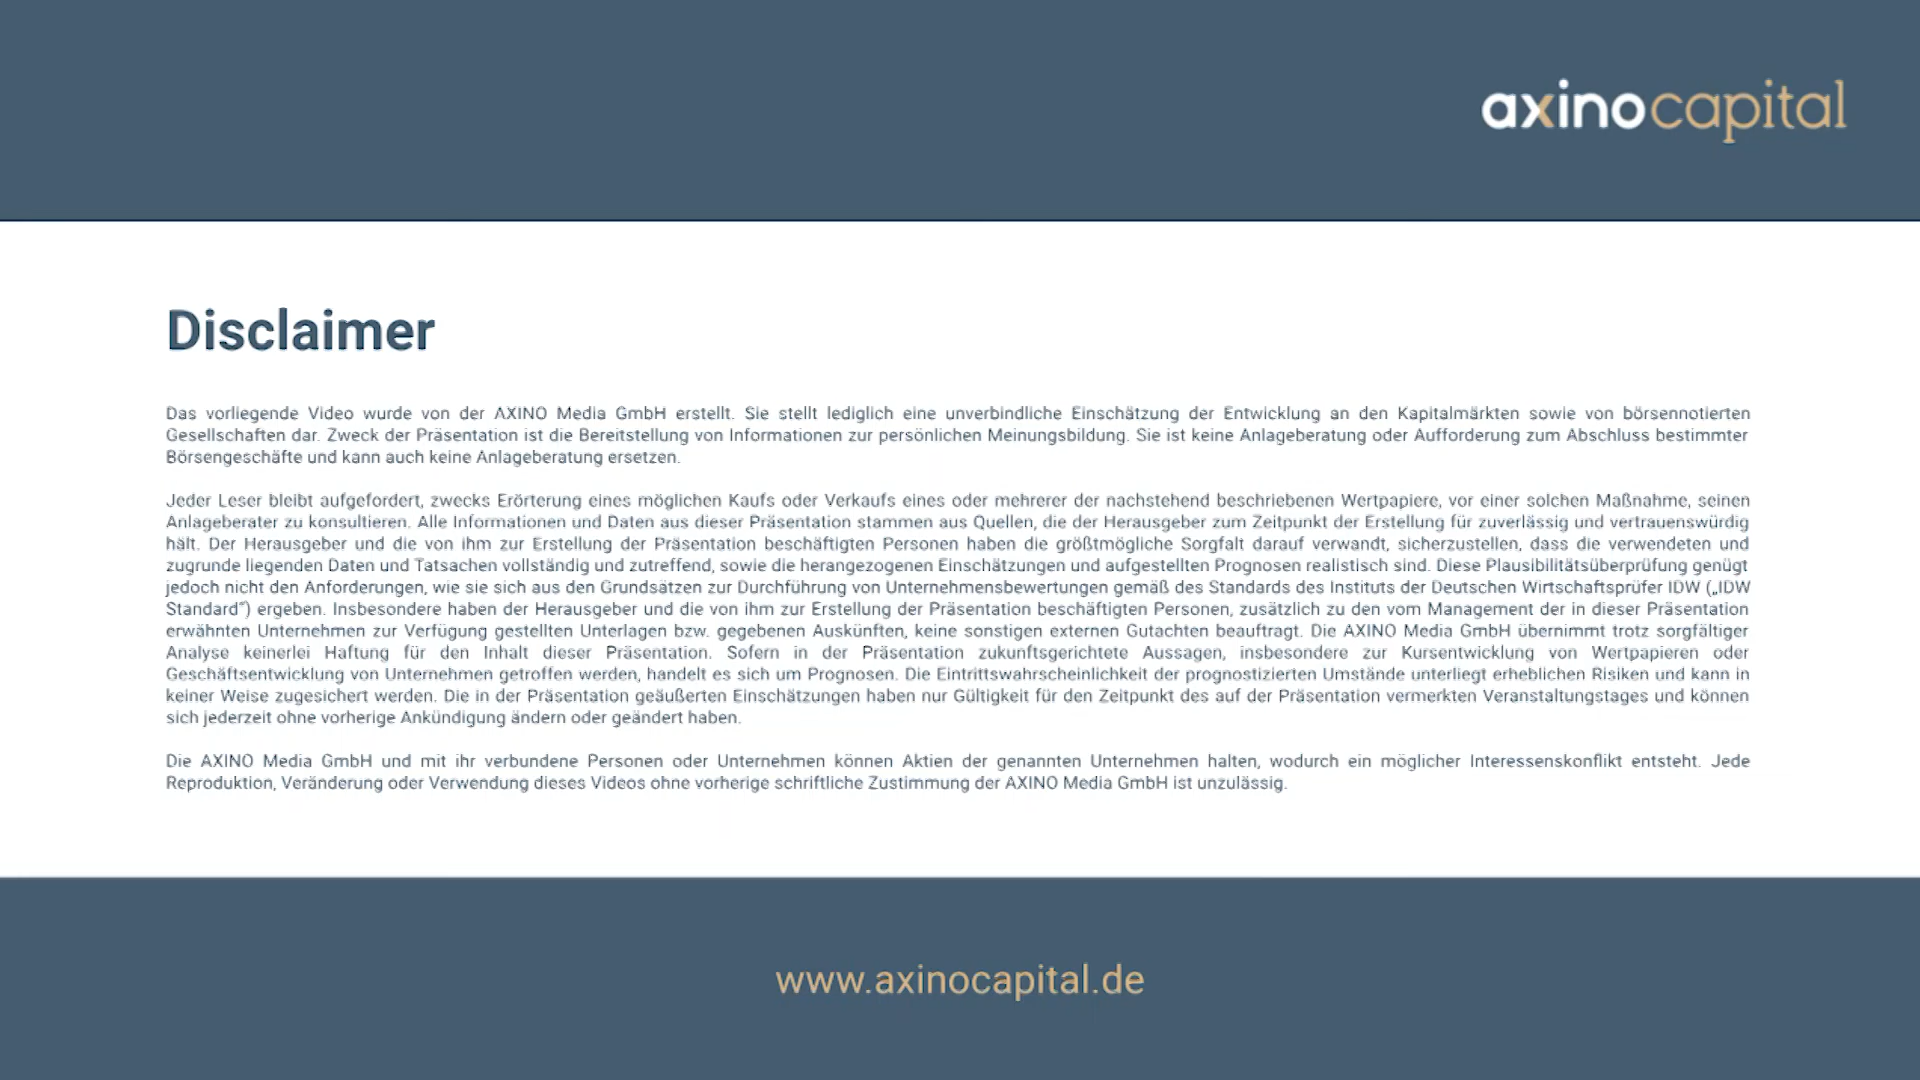 axinocapital
Disclaimer
Das vorliegende Video wurde von der AXINO Media GmbH erstellt. Sie stellt lediglich eine unverbindliche Einschätzung der Entwicklung an den Kapitalmärkten sowie von börsennotierten
Gesellschaften dar. Zweck der Präsentation ist die Bereitstellung von Informationen zur persönlichen Meinungsbildung. Sie ist keine Anlageberatung oder Aufforderung zum Abschluss bestimmter
Börsengeschäfte und kann auch keine Anlageberatung ersetzen.
Jeder Leser bleibt aufgefordert, zwecks Erörterung eines möglichen Kaufs oder Verkaufs eines oder mehrerer der nachstehend beschriebenen Wertpapiere, vor einer solchen Maßnahme, seinen
Anlageberater zu konsultieren. Alle Informationen und Daten aus dieser Präsentation stammen aus Quellen, die der Herausgeber zum Zeitpunkt der Erstellung für zuverlässig und vertrauenswürdig
hält. Der Herausgeber und die von ihm zur Erstellung der Präsentation beschäftigten Personen haben die größtmögliche Sorgfalt darauf verwandt, sicherzustellen, dass die verwendeten und
zugrunde liegenden Daten und Tatsachen vollständig und zutreffend, sowie die herangezogenen Einschätzungen und aufgestellten Prognosen realistisch sind. Diese Plausibilitätsüberprüfung genügt
jedoch nicht den Anforderungen, wie sie sich aus den Grundsätzen zur Durchführung von Unternehmensbewertungen gemäß des Standards des Instituts der Deutschen Wirtschaftsprüfer IDW („IDW
Standard“) ergeben. Insbesondere haben der Herausgeber und die von ihm zur Erstellung der Präsentation beschäftigten Personen, zusätzlich zu den vom Management der in dieser Präsentation
erwähnten Unternehmen zur Verfügung gestellten Unterlagen bzw. gegebenen Auskünften, keine sonstigen externen Gutachten beauftragt. Die AXINO Media GmbH übernimmt trotz sorgfältiger
Analyse keinerlei Haftung für den Inhalt dieser Präsentation. Sofern in der Präsentation zukunftsgerichtete Aussagen, insbesondere zur Kursentwicklung von Wertpapieren oder
Geschäftsentwicklung von Unternehmen getroffen werden, handelt es sich um Prognosen. Die Eintrittswahrscheinlichkeit der prognostizierten Umstände unterliegt erheblichen Risiken und kann in
keiner Weise zugesichert werden. Die in der Präsentation geäußerten Einschätzungen haben nur Gültigkeit für den Zeitpunkt des auf der Präsentation vermerkten Veranstaltungstages und können
sich jederzeit ohne vorherige Ankündigung ändern oder geändert haben.
Die AXINO Media GmbH und mit ihr verbundene Personen oder Unternehmen können Aktien der genannten Unternehmen halten, wodurch ein möglicher Interessenskonflikt entsteht. Jede
Reproduktion, Veränderung oder Verwendung dieses Videos ohne vorherige schriftliche Zustimmung der AXINO Media GmbH ist unzulässig.
www.axinocapital.de